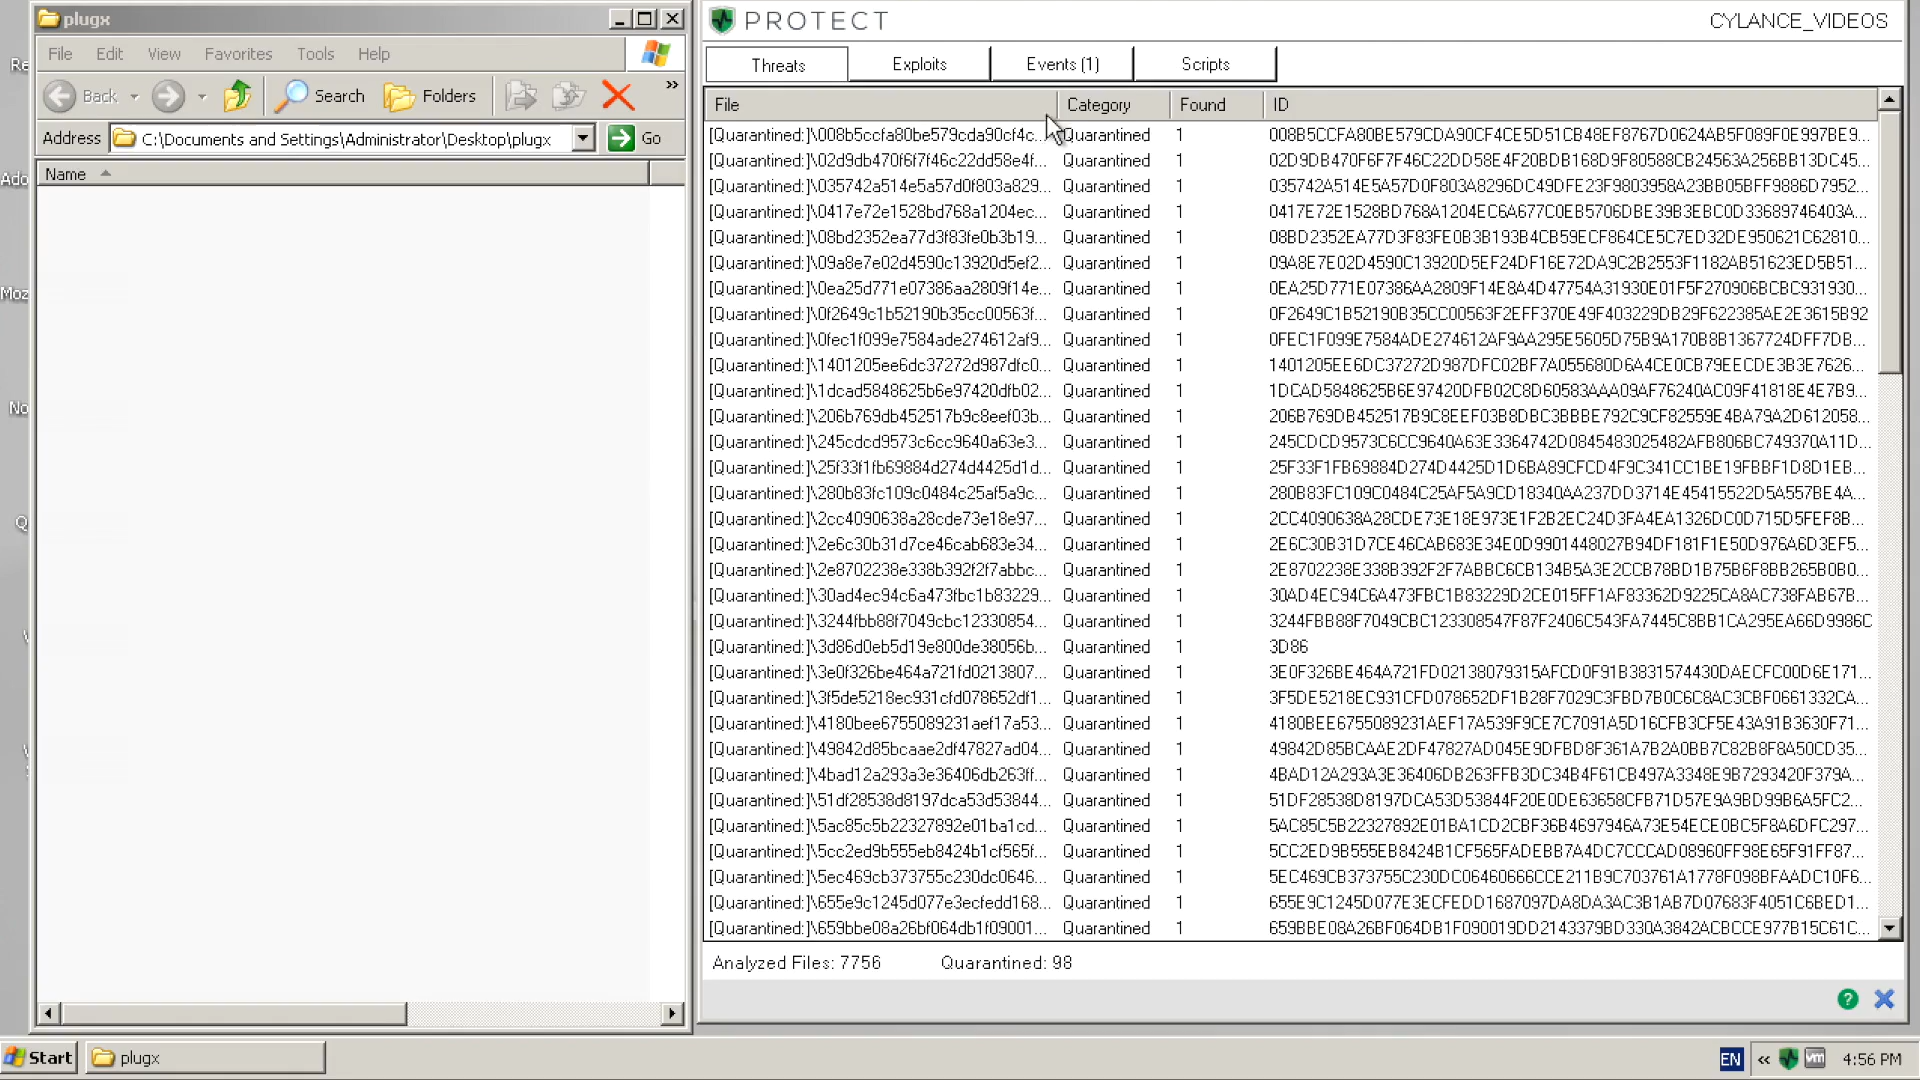 plugx
File Edit View Favorites Tools Help
Back Search Folders »
Address C:\Documents and Settings\Administrator\Desktop\plugx Go
Name
PROTECT CYLANCE_VIDEOS
Threats Exploits Events (1) Scripts
File Category Found ID
[Quarantined:]\008b5ccfa80be579cda90cf4c... Quarantined 1 008B5CCFA80BE579CDA90CF4CE5D51CB48EF8767D0624AB5F089F0E997BE9...
[Quarantined:]\02d9db470f6f7f46c22dd58e4f... Quarantined 1 02D9DB470F6F7F46C22DD58E4F20BDB168D9F80588CB24563A256BB13DC45...
[Quarantined:]\035742a514e5a57d0f803a829... Quarantined 1 035742A514E5A57D0F803A8296DC49DFE23F9803958A23BB05BFF9886D7952...
[Quarantined:]\0417e72e1528bd768a1204ec... Quarantined 1 0417E72E1528BD768A1204EC6A677C0EB5706DBE39B3EBC0D33689746403A...
[Quarantined:]\08bd2352ea77d3f83fe0b3b19... Quarantined 1 08BD2352EA77D3F83FE0B3B193B4CB59ECF864CE5C7ED32DE950621C62810...
[Quarantined:]\09a8e7e02d4590c13920d5ef2... Quarantined 1 09A8E7E02D4590C13920D5EF24DF16E72DA9C2B2553F1182AB51623ED5B51...
[Quarantined:]\0ea25d771e07386aa2809f14e... Quarantined 1 0EA25D771E07386AA2809F14E8A4D47754A31930E01F5F270906BCBC931930...
[Quarantined:]\0f2649c1b52190b35cc00563f... Quarantined 1 0F2649C1B52190B35CC00563F2EFF370E49F403229DB29F622385AE2E3615B92
[Quarantined:]\0fec1f099e7584ade274612af9... Quarantined 1 0FEC1F099E7584ADE274612AF9AA295E5605D75B9A170B8B1367724DFF7DB...
[Quarantined:]\1401205ee6dc37272d987dfc0... Quarantined 1 1401205EE6DC37272D987DFC02BF7A055680D6A4CE0CB79EECDE3B3E7626...
[Quarantined:]\1dcad5848625b6e97420dfb02... Quarantined 1 1DCAD5848625B6E97420DFB02C8D60583AAA09AF76240AC09F41818E4E7B9...
[Quarantined:]\206b769db452517b9c8eef03b... Quarantined 1 206B769DB452517B9C8EEF03B8DBC3BBBE792C9CF82559E4BA79A2D612058...
[Quarantined:]\245cdcd9573c6cc9640a63e3... Quarantined 1 245CDCD9573C6CC9640A63E3364742D0845483025482AFB806BC749370A11D...
[Quarantined:]\25f33f1fb69884d274d4425d1d... Quarantined 1 25F33F1FB69884D274D4425D1D6BA89CFCD4F9C341CC1BE19FBBF1D8D1EB...
[Quarantined:]\280b83fc109c0484c25af5a9c... Quarantined 1 280B83FC109C0484C25AF5A9CD18340AA237DD3714E45415522D5A557BE4A...
[Quarantined:]\2cc4090638a28cde73e18e97... Quarantined 1 2CC4090638A28CDE73E18E973E1F2B2EC24D3FA4EA1326DC0D715D5FEF8B...
[Quarantined:]\2e6c30b31d7ce46cab683e34... Quarantined 1 2E6C30B31D7CE46CAB683E34E0D9901448027B94DF181F1E50D976A6D3EF5...
[Quarantined:]\2e8702238e338b392f2f7abbc... Quarantined 1 2E8702238E338B392F2F7ABBC6CB134B5A3E2CCB78BD1B75B6F8BB265B0B0...
[Quarantined:]\30ad4ec94c6a473fbc1b83229... Quarantined 1 30AD4EC94C6A473FBC1B83229D2CE015FF1AF83362D9225CA8AC738FAB67B...
[Quarantined:]\3244fbb88f7049cbc12330854... Quarantined 1 3244FBB88F7049CBC123308547F87F2406C543FA7445C8BB1CA295EA66D9986C
[Quarantined:]\3d86d0eb5d19e800de38056b... Quarantined 1 3D86
[Quarantined:]\3e0f326be464a721fd0213807... Quarantined 1 3E0F326BE464A721FD02138079315AFCD0F91B3831574430DAECFC00D6E171...
[Quarantined:]\3f5de5218ec931cfd078652df1... Quarantined 1 3F5DE5218EC931CFD078652DF1B28F7029C3FBD7B0C6C8AC3CBF0661332CA...
[Quarantined:]\4180bee6755089231aef17a53... Quarantined 1 4180BEE6755089231AEF17A539F9CE7C7091A5D16CFB3CF5E43A91B3630F71...
[Quarantined:]\49842d85bcaae2df47827ad04... Quarantined 1 49842D85BCAAE2DF47827AD045E9DFBD8F361A7B2A0BB7C82B8F8A50CD35...
[Quarantined:]\4bad12a293a3e36406db263ff... Quarantined 1 4BAD12A293A3E36406DB263FFB3DC34B4F61CB497A3348E9B7293420F379A...
[Quarantined:]\51df28538d8197dca53d53844... Quarantined 1 51DF28538D8197DCA53D53844F20E0DE63658CFB71D57E9A9BD99B6A5FC2...
[Quarantined:]\5ac85c5b22327892e01ba1cd... Quarantined 1 5AC85C5B22327892E01BA1CD2CBF36B4697946A73E54ECE0BC5F8A6DFC297...
[Quarantined:]\5cc2ed9b555eb8424b1cf565f... Quarantined 1 5CC2ED9B555EB8424B1CF565FADEBB7A4DC7CCCAD08960FF98E65F91FF87...
[Quarantined:]\5ec469cb373755c230dc0646... Quarantined 1 5EC469CB373755C230DC06460666CCE211B9C703761A1778F098BFAADC10F6...
[Quarantined:]\655e9c1245d077e3ecfedd168... Quarantined 1 655E9C1245D077E3ECFEDD1687097DA8DA3AC3B1AB7D07683F4051C6BED1...
[Quarantined:]\659bbe08a26bf064db1f09001... Quarantined 1 659BBE08A26BF064DB1F090019DD2143379BD330A3842ACBCCE977B15C61C...
Analyzed Files: 7756 Quarantined: 98
Re
Ado
Moz
No
Q
Start plugx EN « vm 4:56 PM